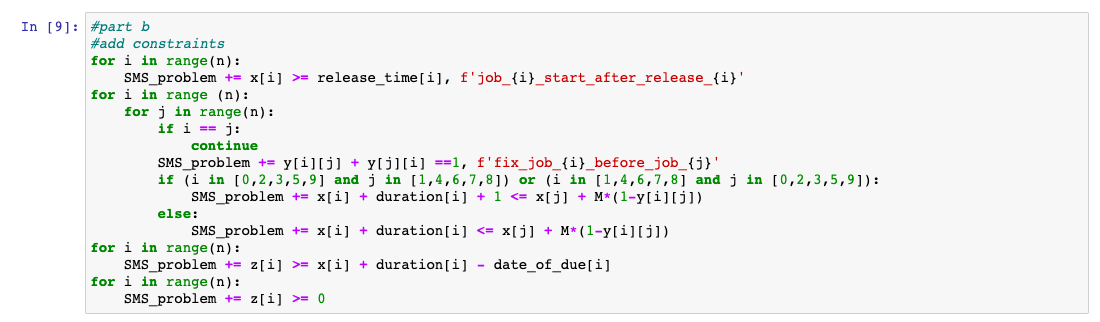 In [9]: #part b
#add constraints
for i in range(n):
    SMS_problem += x[i] >= release_time[i], f'job_{i}_start_after_release_{i}'
for i in range (n):
    for j in range(n):
        if i == j:
            continue
        SMS_problem += y[i][j] + y[j][i] ==1, f'fix_job_{i}_before_job_{j}'
        if (i in [0,2,3,5,9] and j in [1,4,6,7,8]) or (i in [1,4,6,7,8] and j in [0,2,3,5,9]):
            SMS_problem += x[i] + duration[i] + 1 <= x[j] + M*(1-y[i][j])
        else:
            SMS_problem += x[i] + duration[i] <= x[j] + M*(1-y[i][j])
for i in range(n):
    SMS_problem += z[i] >= x[i] + duration[i] - date_of_due[i]
for i in range(n):
    SMS_problem += z[i] >= 0